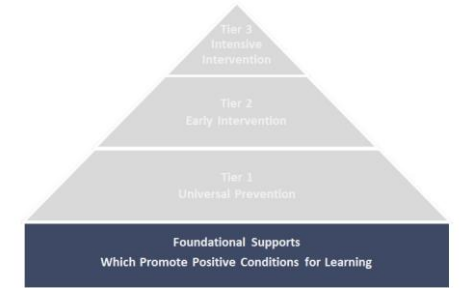 Tier 3
Intensive
Intervention
Tier 2
Early Intervention
Tier 1
Universal Prevention
Foundational Supports
Which Promote Positive Conditions for Learning